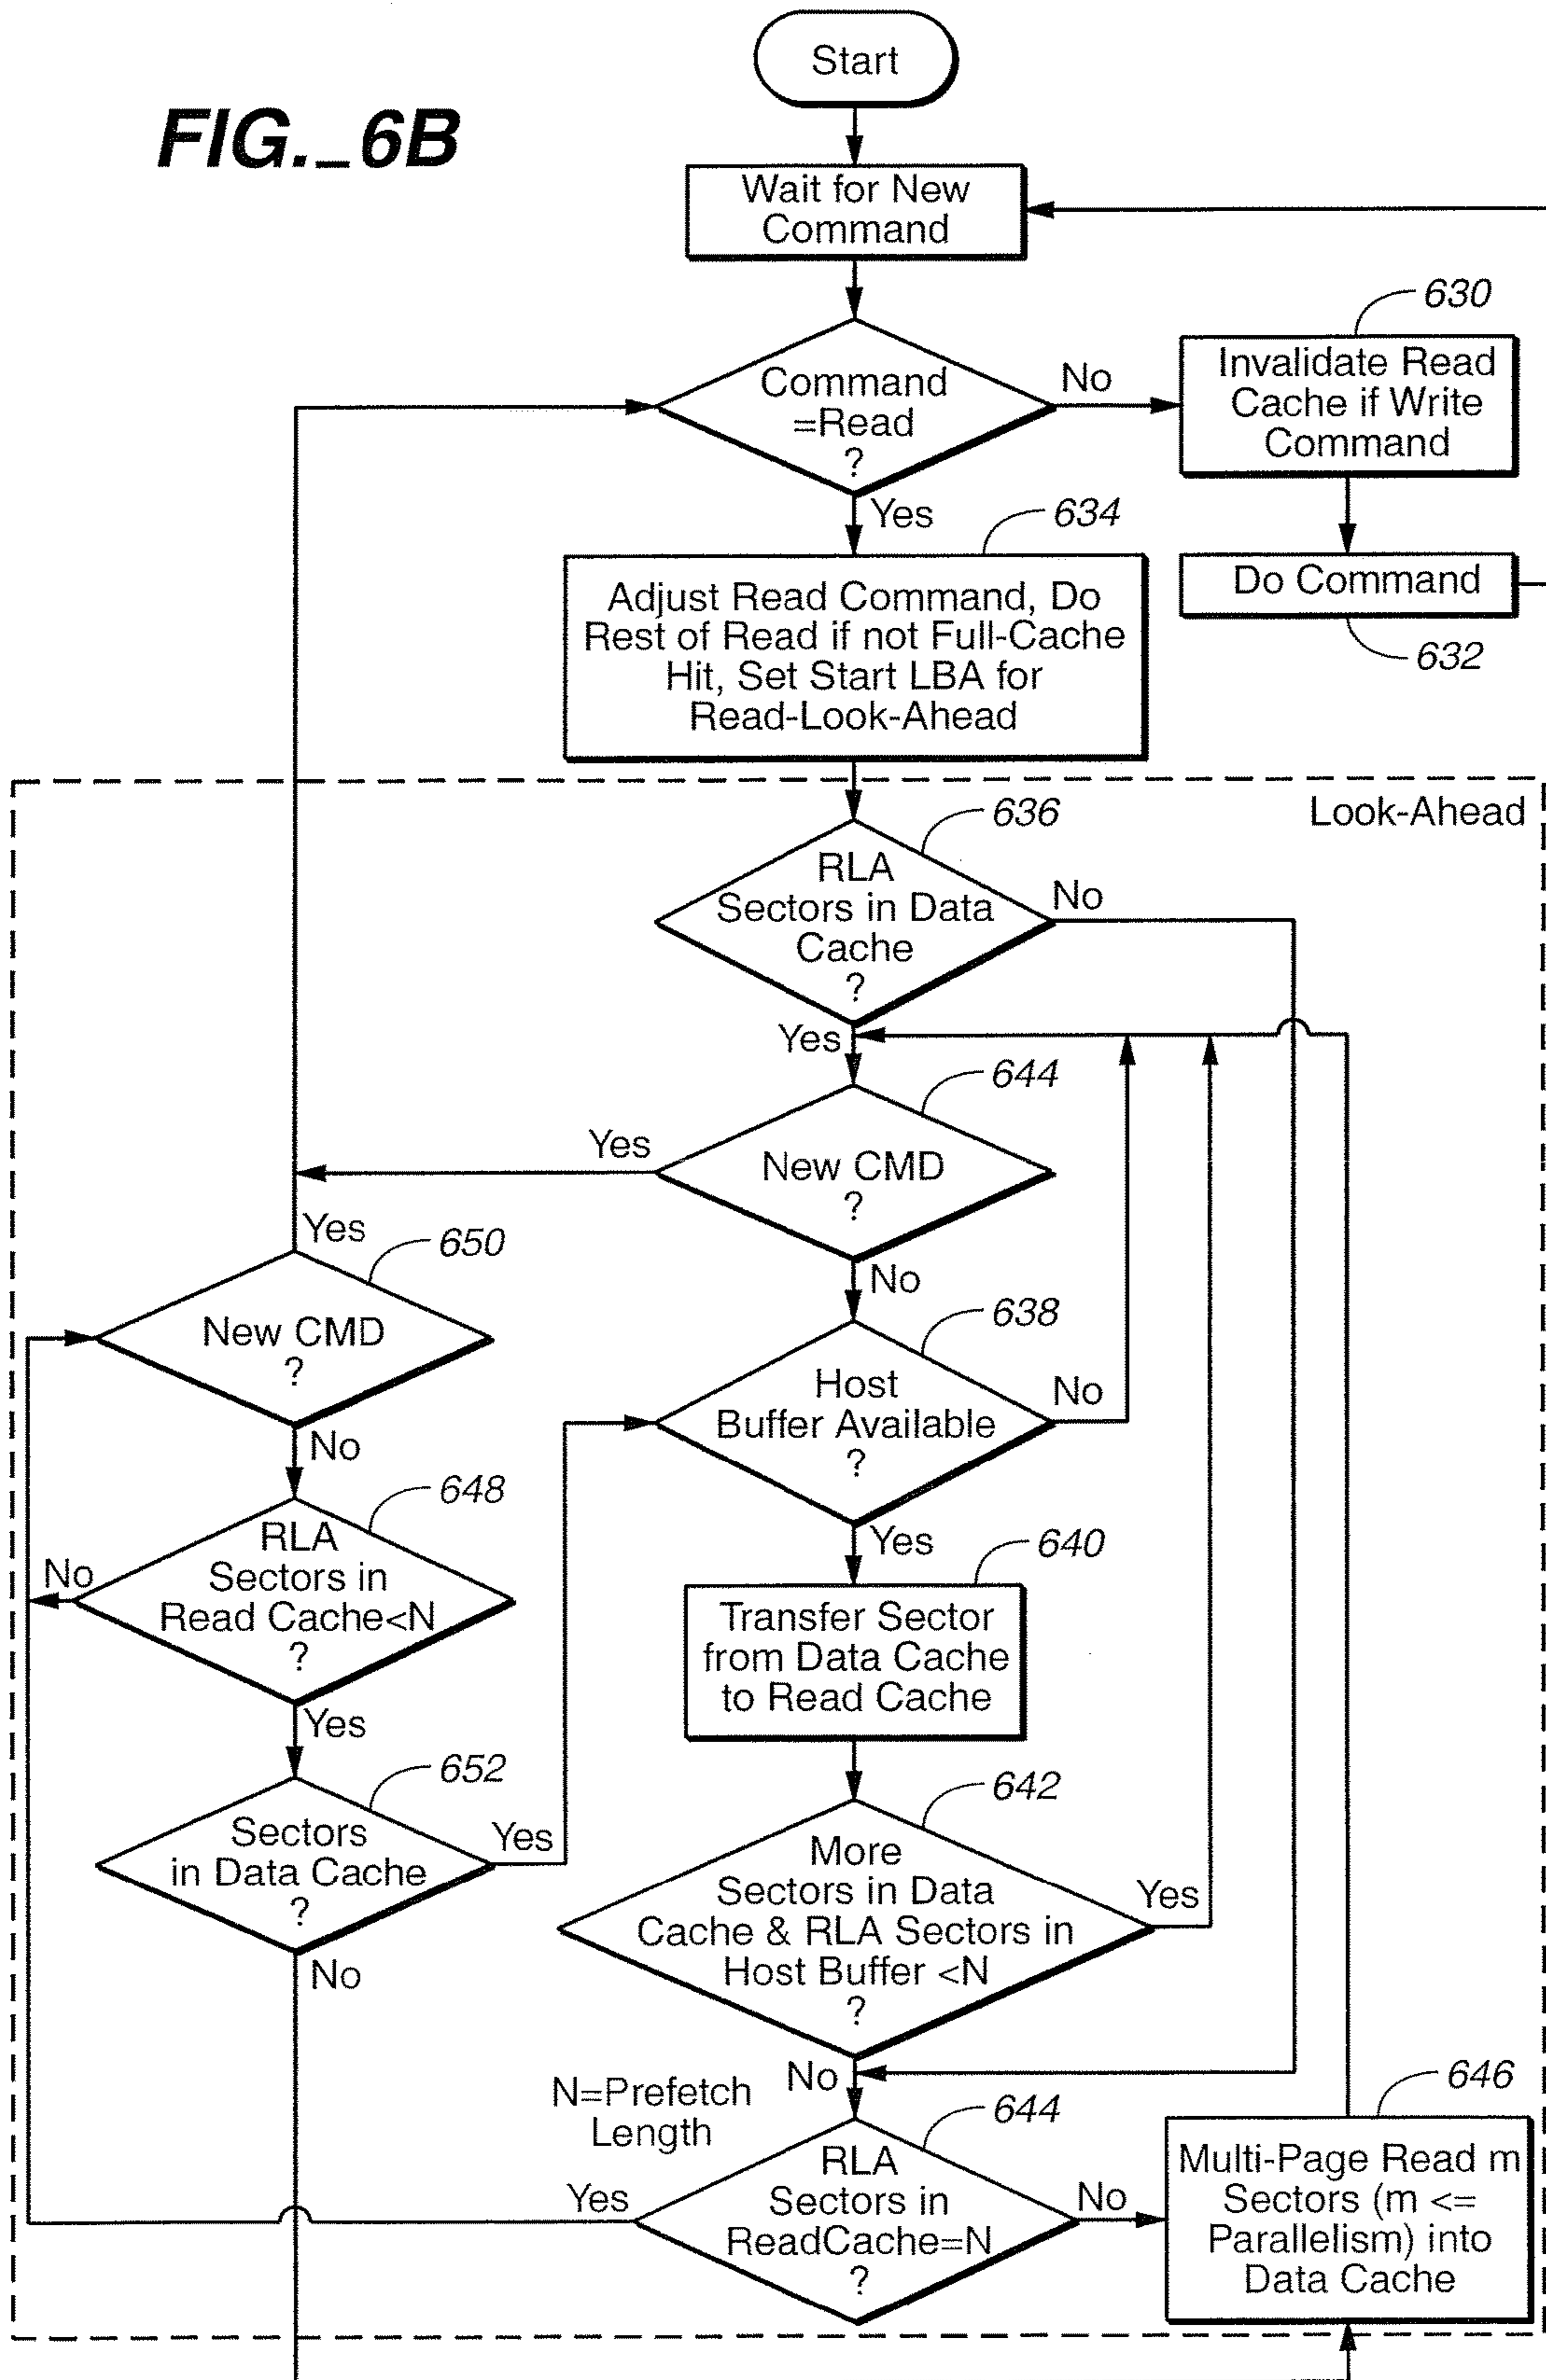 FIG._6B
Start
Wait for New
Command
Command
=Read
?
No
Yes
630
Invalidate Read
Cache if Write
Command
Do Command
632
634
Adjust Read Command, Do
Rest of Read if not Full-Cache
Hit, Set Start LBA for
Read-Look-Ahead
Look-Ahead
636
RLA
Sectors in Data
Cache
?
No
Yes
644
New CMD
?
Yes
No
650
Yes
New CMD
?
No
638
Host
Buffer Available
?
No
Yes
648
RLA
Sectors in
Read Cache<N
?
No
Yes
640
Transfer Sector
from Data Cache
to Read Cache
652
Sectors
in Data Cache
?
Yes
No
642
More
Sectors in Data
Cache & RLA Sectors in
Host Buffer <N
?
Yes
No
N=Prefetch
Length
644
RLA
Sectors in
ReadCache=N
?
Yes
No
646
Multi-Page Read m
Sectors (m <=
Parallelism) into
Data Cache